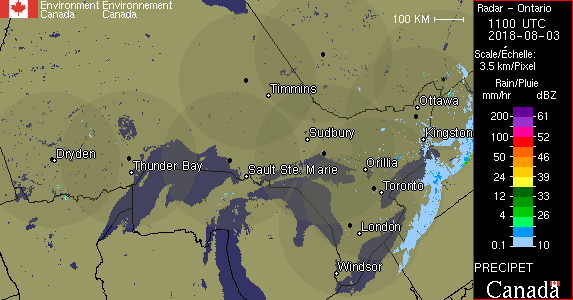 Environment Environnement
Canada Canada
100 KM
Timmins
Ottawa
Sudbury
Kingston
Dryden
Thunder Bay
Sault Ste. Marie
Orillia
Toronto
London
Windsor
Radar - Ontario
1100 UTC
2018-08-03
Scale/Échelle:
3.5 km/Pixel
Rain/Pluie
mm/hr dBZ
200 61
100 52
50 46
24 39
12 33
4 26
0.1 10
PRECIPET
Canada